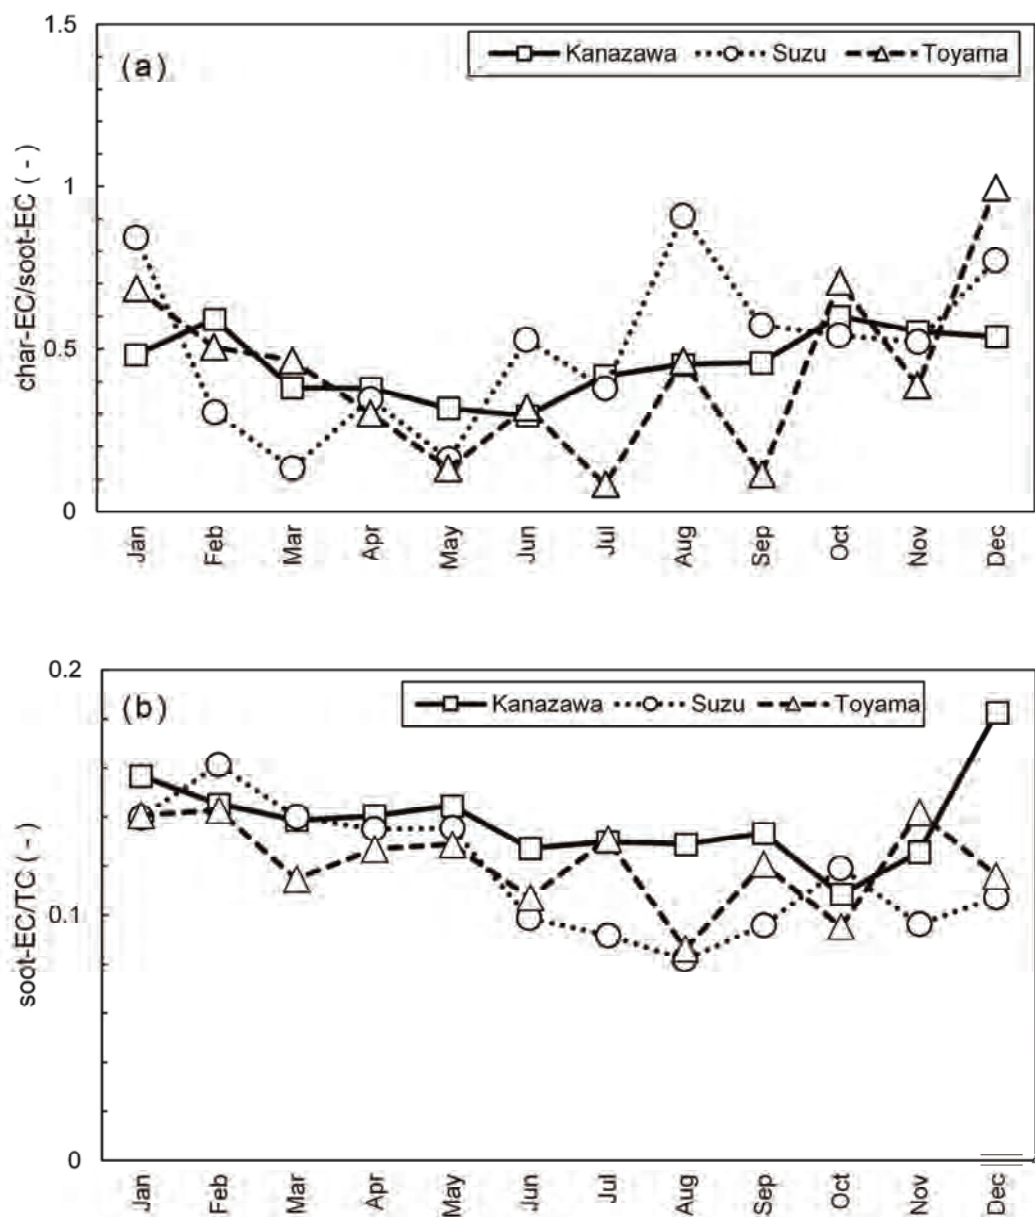 1.5
(a)
Kanazawa Suzu Toyama
1
0.5
0
char-EC/soot-EC ( - )
Jan Feb Mar Apr May Jun Jul Aug Sep Oct Nov Dec
0.2
(b)
Kanazawa Suzu Toyama
0.1
0
soot-EC/TC ( - )
Jan Feb Mar Apr May Jun Jul Aug Sep Oct Nov Dec